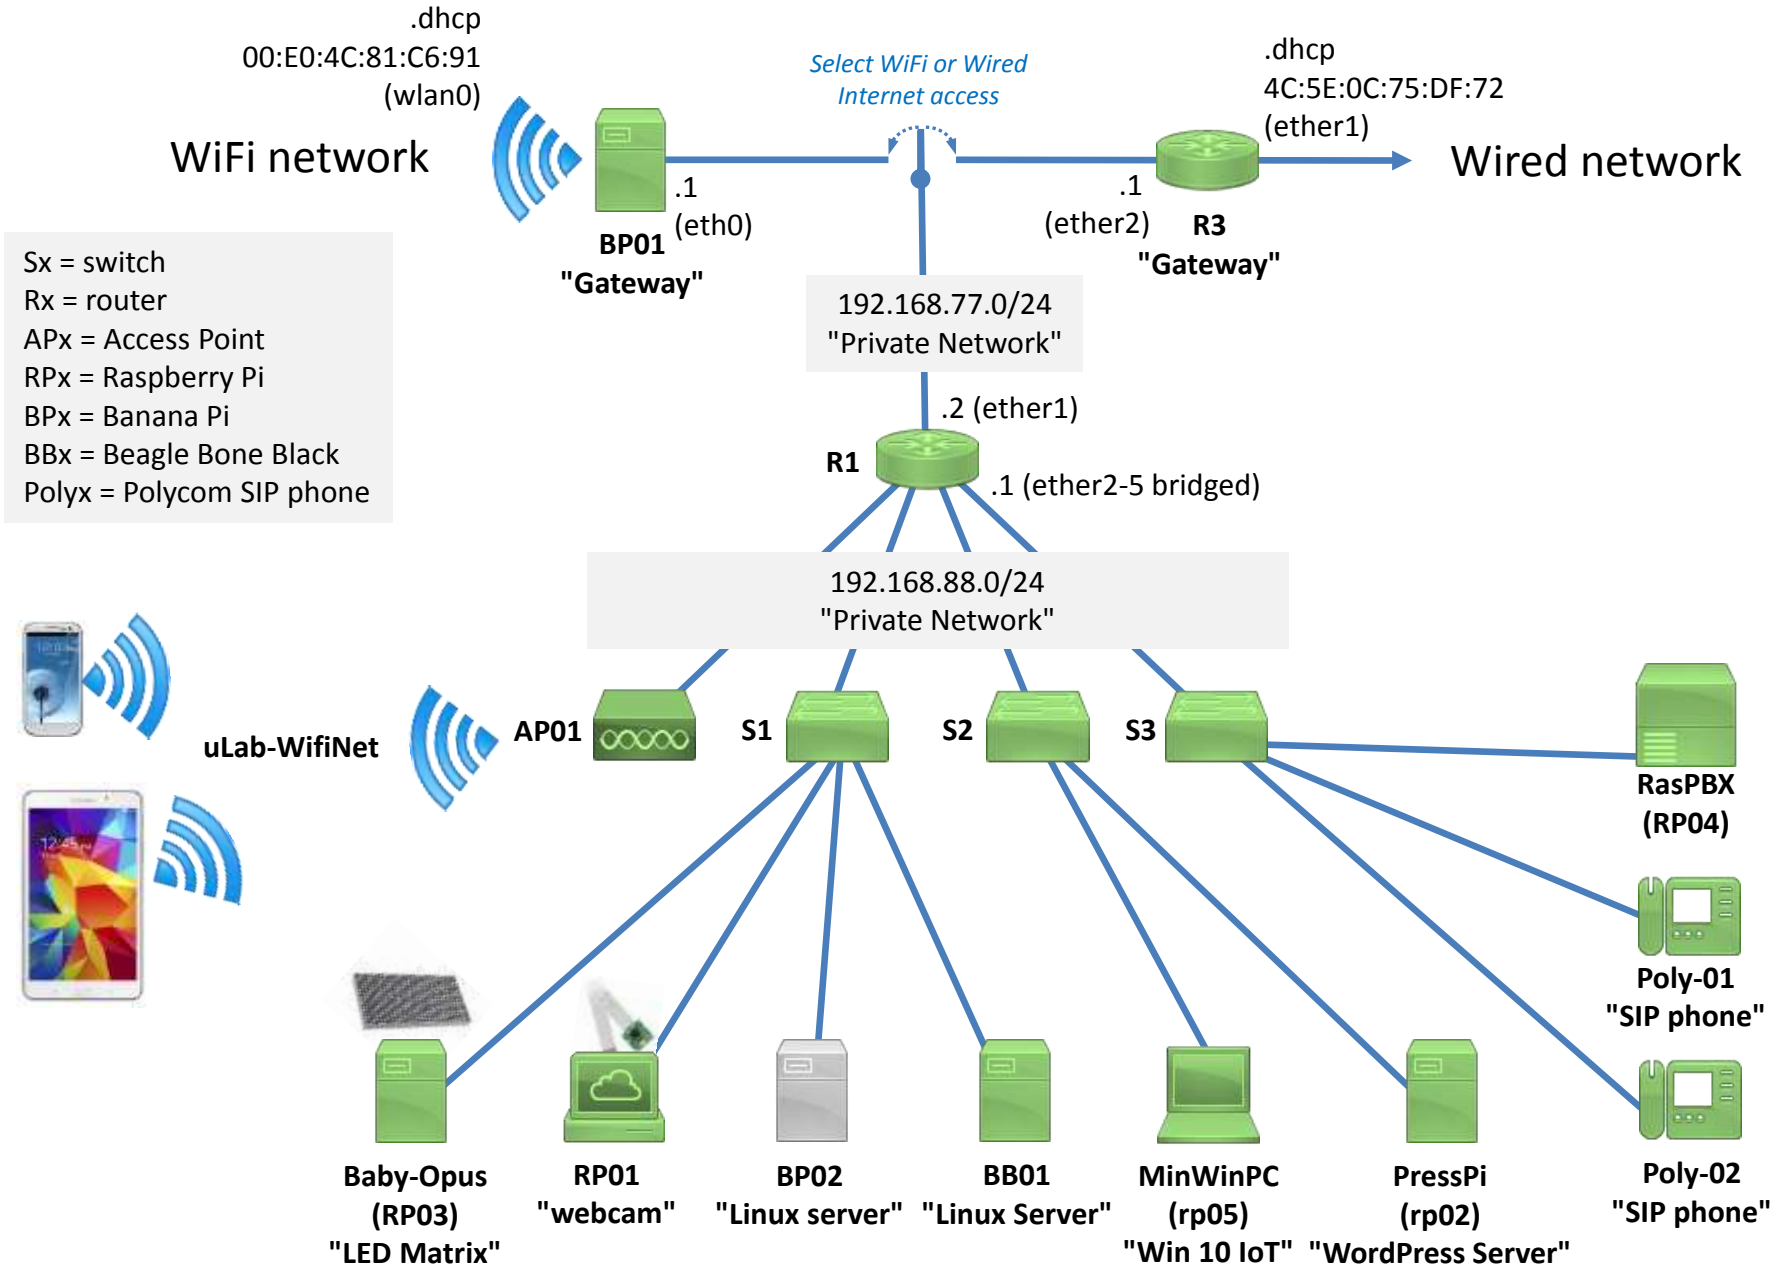 .dhcp
00:E0:4C:81:C6:91
(wlan0)
WiFi network
.1
(eth0)
BP01
"Gateway"
Select WiFi or Wired
Internet access
.dhcp
4C:5E:0C:75:DF:72
(ether1)
Wired network
.1
(ether2)
R3
"Gateway"
Sx = switch
Rx = router
APx = Access Point
RPx = Raspberry Pi
BPx = Banana Pi
BBx = Beagle Bone Black
Polyx = Polycom SIP phone
192.168.77.0/24
"Private Network"
.2 (ether1)
R1
.1 (ether2-5 bridged)
192.168.88.0/24
"Private Network"
uLab-WifiNet
AP01
S1
S2
S3
RasPBX
(RP04)
12:45
Poly-01
"SIP phone"
Baby-Opus
(RP03)
"LED Matrix"
RP01
"webcam"
BP02
"Linux server"
BB01
"Linux Server"
MinWinPC
(rp05)
"Win 10 IoT"
PressPi
(rp02)
"WordPress Server"
Poly-02
"SIP phone"